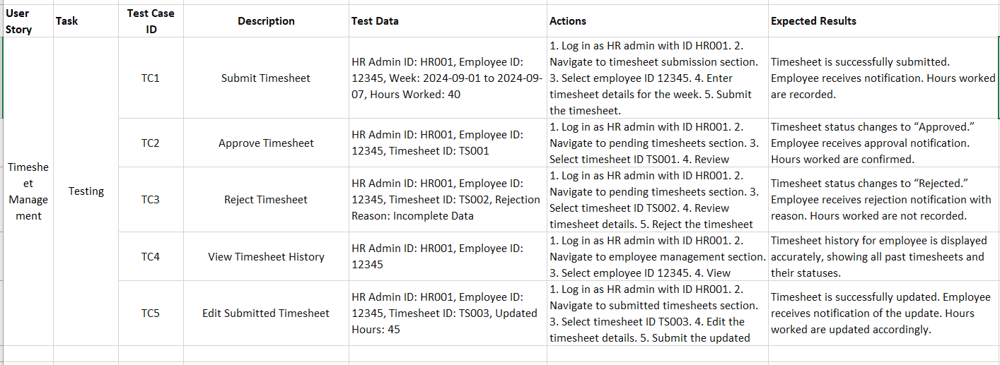 User
Story
Task
Test Case
ID
Description
Test Data
Actions
Expected Results
Timeshe
et
Manage
ment
Testing
TC1
Submit Timesheet
HR Admin ID: HR001, Employee ID:
12345, Week: 2024-09-01 to 2024-09-
07, Hours Worked: 40
1. Log in as HR admin with ID HR001. 2.
Navigate to timesheet submission section.
3. Select employee ID 12345. 4. Enter
timesheet details for the week. 5. Submit
the timesheet.
Timesheet is successfully submitted.
Employee receives notification. Hours worked
are recorded.
TC2
Approve Timesheet
HR Admin ID: HR001, Employee ID:
12345, Timesheet ID: TS001
1. Log in as HR admin with ID HR001. 2.
Navigate to pending timesheets section. 3.
Select timesheet ID TS001. 4. Review
Timesheet status changes to “Approved.”
Employee receives approval notification.
Hours worked are confirmed.
TC3
Reject Timesheet
HR Admin ID: HR001, Employee ID:
12345, Timesheet ID: TS002, Rejection
Reason: Incomplete Data
1. Log in as HR admin with ID HR001. 2.
Navigate to pending timesheets section. 3.
Select timesheet ID TS002. 4. Review
timesheet details. 5. Reject the timesheet
Timesheet status changes to “Rejected.”
Employee receives rejection notification with
reason. Hours worked are not recorded.
TC4
View Timesheet History
HR Admin ID: HR001, Employee ID:
12345
1. Log in as HR admin with ID HR001. 2.
Navigate to employee management section.
3. Select employee ID 12345. 4. View
Timesheet history for employee is displayed
accurately, showing all past timesheets and
their statuses.
TC5
Edit Submitted Timesheet
HR Admin ID: HR001, Employee ID:
12345, Timesheet ID: TS003, Updated
Hours: 45
1. Log in as HR admin with ID HR001. 2.
Navigate to submitted timesheets section.
3. Select timesheet ID TS003. 4. Edit the
timesheet details. 5. Submit the updated
Timesheet is successfully updated. Employee
receives notification of the update. Hours
worked are updated accordingly.